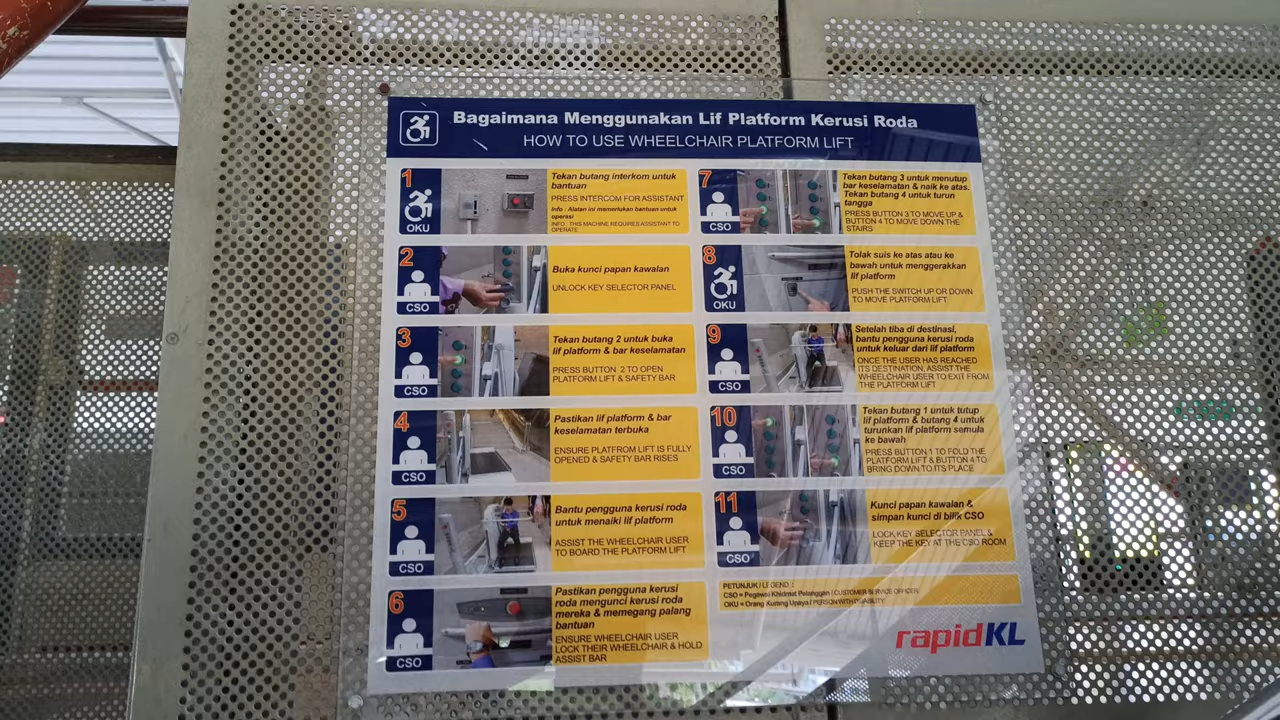 Bagaimana Menggunakan Lif Platform Kerusi Roda
HOW TO USE WHEELCHAIR PLATFORM LIFT
1
OKU
Tekan butang interkom untuk
bantuan
PRESS INTERCOM FOR ASSISTANT
Info : Alatan ini memerlukan bantuan untuk
operasi
INFO : THIS MACHINE REQUIRES ASSISTANT TO
OPERATE
2
CSO
Buka kunci papan kawalan
UNLOCK KEY SELECTOR PANEL
3
CSO
Tekan butang 2 untuk buka
lif platform & bar keselamatan
PRESS BUTTON 2 TO OPEN
PLATFORM LIFT & SAFETY BAR
4
CSO
Pastikan lif platform & bar
keselamatan terbuka
ENSURE PLATFROM LIFT IS FULLY
OPENED & SAFETY BAR RISES
5
CSO
Bantu pengguna kerusi roda
untuk menaiki lif platform
ASSIST THE WHEELCHAIR USER
TO BOARD THE PLATFORM LIFT
6
CSO
Pastikan pengguna kerusi
roda mengunci kerusi roda
mereka & memegang palang
bantuan
ENSURE WHEELCHAIR USER
LOCK THEIR WHEELCHAIR & HOLD
ASSIST BAR
7
CSO
Tekan butang 3 untuk menutup
bar keselamatan & naik ke atas.
Tekan butang 4 untuk turun
tangga
PRESS BUTTON 3 TO MOVE UP &
BUTTON 4 TO MOVE DOWN THE
STAIRS
8
OKU
Tolak suis ke atas atau ke
bawah untuk menggerakkan
lif platform
PUSH THE SWITCH UP OR DOWN
TO MOVE PLATFORM LIFT
9
CSO
Setelah tiba di destinasi,
bantu pengguna kerusi roda
untuk keluar dari lif platform
ONCE THE USER HAS REACHED
ITS DESTINATION, ASSIST THE
WHEELCHAIR USER TO EXIT FROM
THE PLATFORM LIFT
10
CSO
Tekan butang 1 untuk tutup
lif platform & butang 4 untuk
turunkan lif platform semula
ke bawah
PRESS BUTTON 1 TO FOLD THE
PLATFORM LIFT & BUTTON 4 TO
BRING DOWN TO ITS PLACE
11
CSO
Kunci papan kawalan &
simpan kunci di bilik CSO
LOCK KEY SELECTOR PANEL &
KEEP THE KEY AT THE CSO ROOM
PETUNJUK / LEGEND :
CSO = Pegawai Khidmat Pelanggan / CUSTOMER SERVICE OFFICER
OKU = Orang Kurang Upaya / PERSON WITH DISABILITY
rapidKL